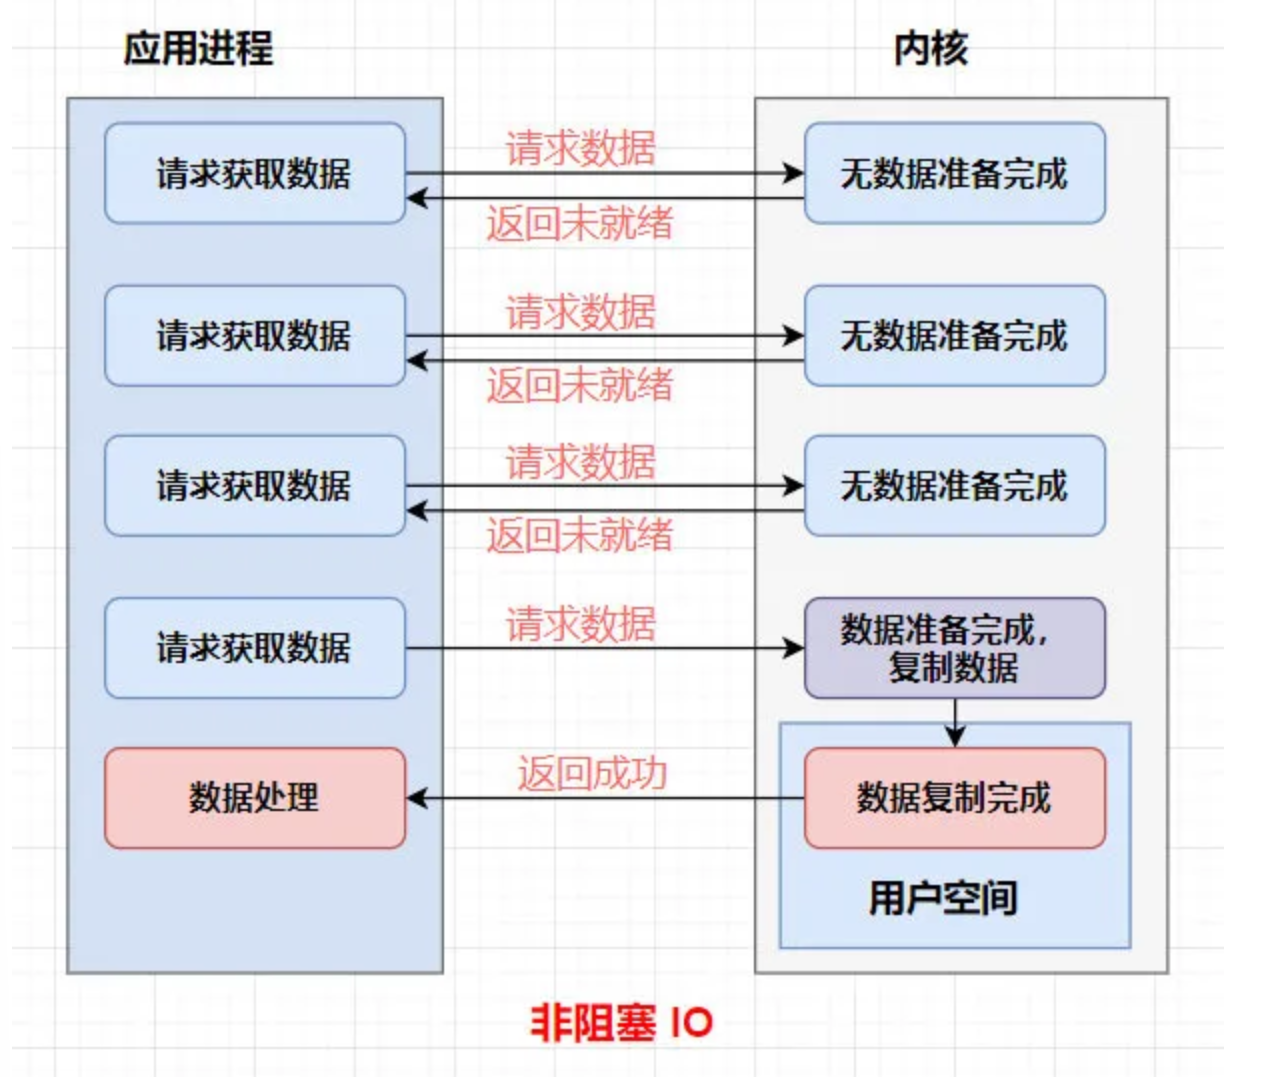 应用进程
内核
请求获取数据
请求数据
返回未就绪
无数据准备完成
请求获取数据
请求数据
返回未就绪
无数据准备完成
请求获取数据
请求数据
返回未就绪
无数据准备完成
请求获取数据
请求数据
数据准备完成，
复制数据
数据处理
返回成功
数据复制完成
用户空间
非阻塞 IO